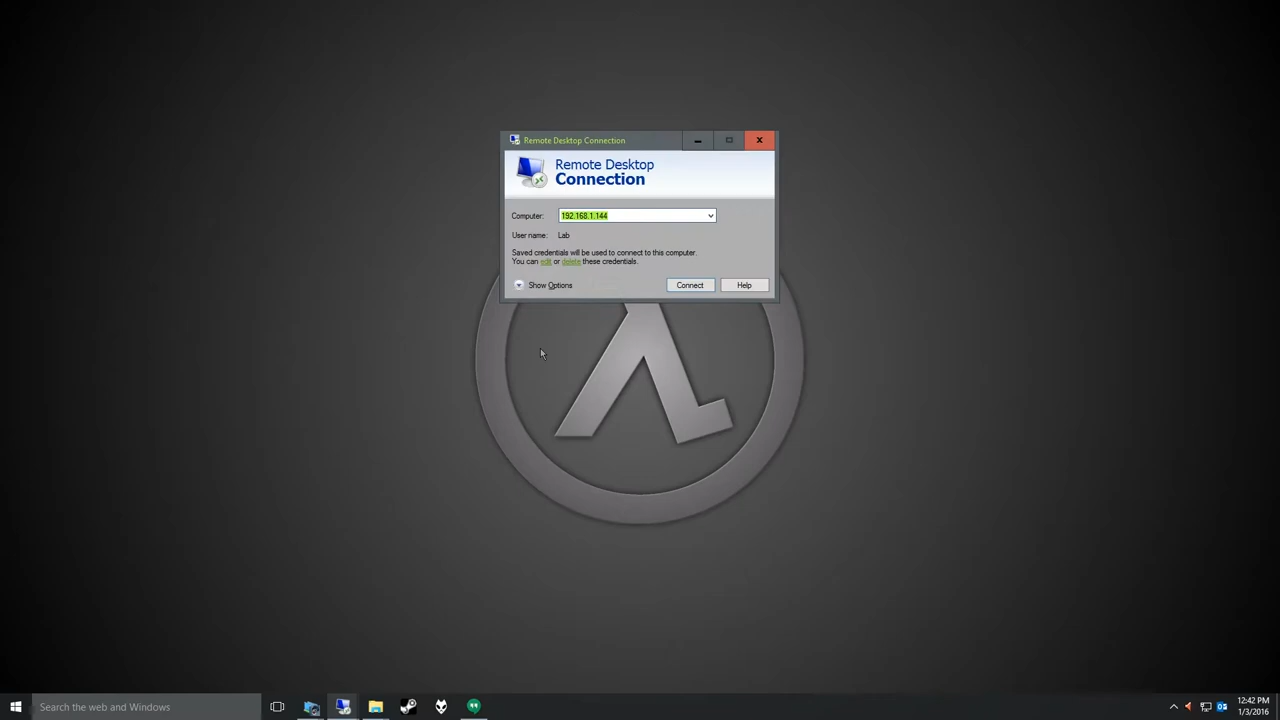 Remote Desktop Connection
Remote Desktop
Connection
Computer: 192.168.1.144
User name: Lab
Saved credentials will be used to connect to this computer.
You can edit or delete these credentials.
Show Options Connect Help
Search the web and Windows
12:42 PM
1/3/2016